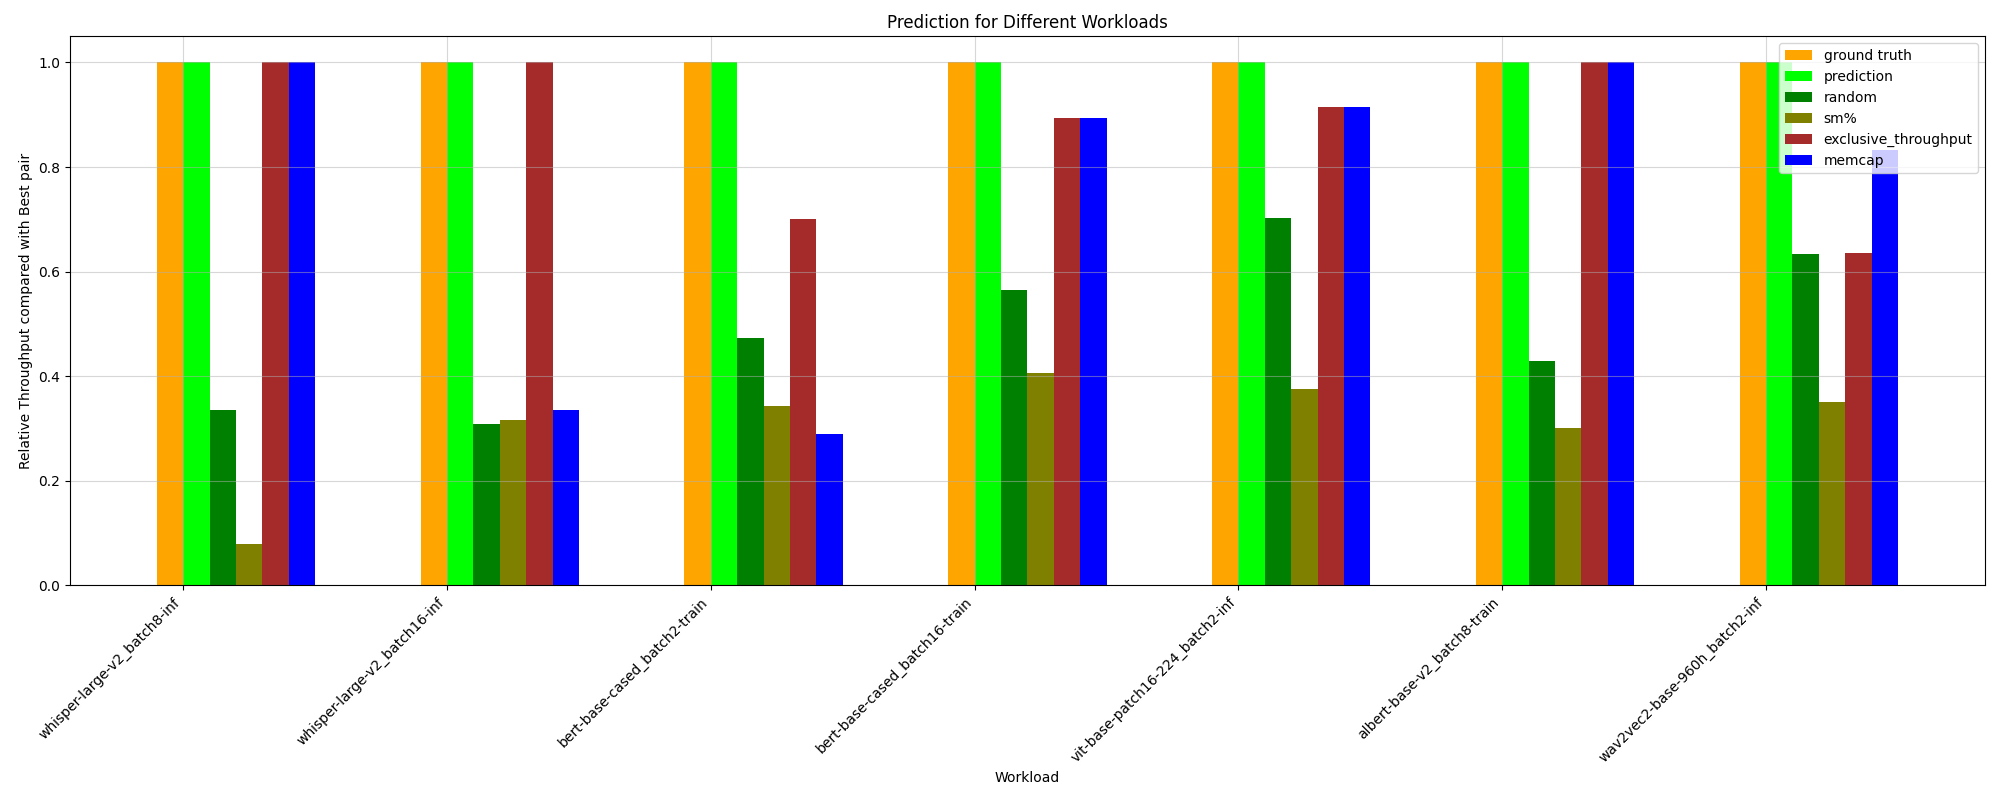 Prediction for Different Workloads
Relative Throughput compared with Best pair
1.0
0.8
0.6
0.4
0.2
0.0
ground truth
prediction
random
sm%
exclusive_throughput
memcap
whisper-large-v2_batch8-inf
whisper-large-v2_batch16-inf
bert-base-cased_batch2-train
bert-base-cased_batch16-train
vit-base-patch16-224_batch2-inf
albert-base-v2_batch8-train
wav2vec2-base-960h_batch2-inf
Workload